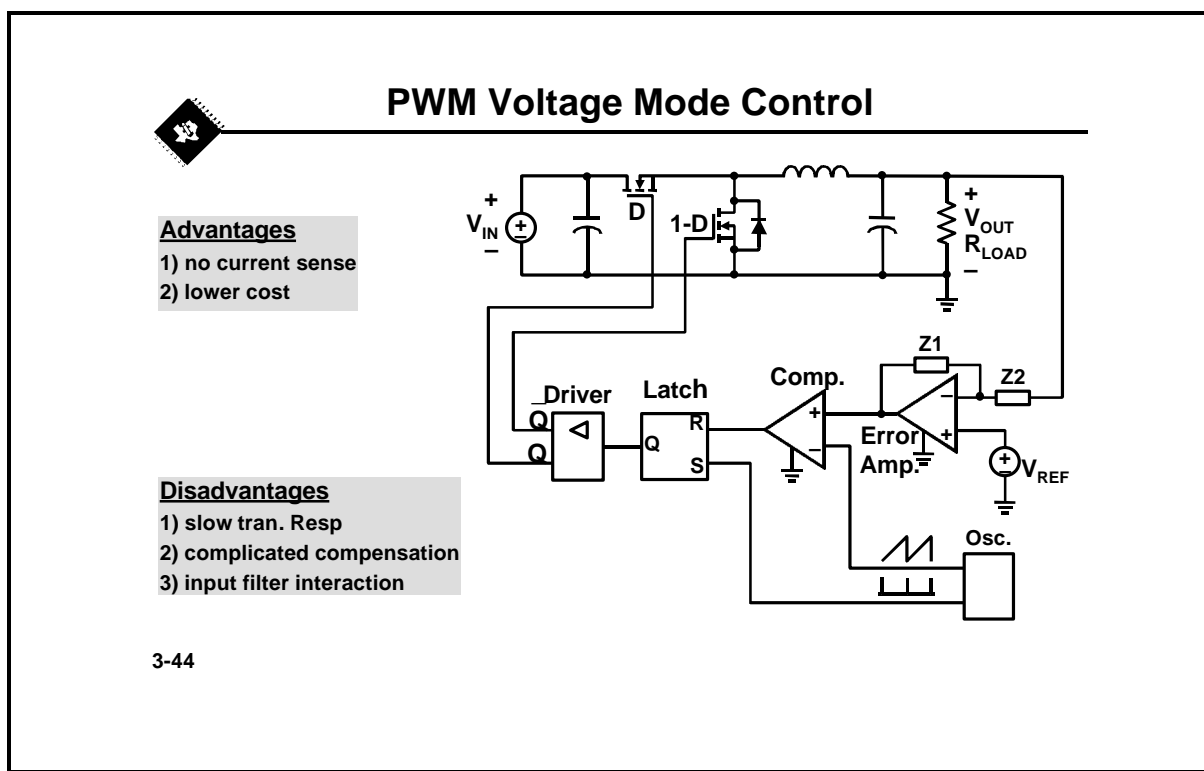 PWM Voltage Mode Control
Advantages
1) no current sense
2) lower cost
+
V_IN
–
+
–
D
1-D
+
V_OUT
R_LOAD
–
Z1
Z2
Comp.
Latch
_Driver
Q
Q
Q
R
S
+
–
Error
Amp.
–
+
+
–
V_REF
Osc.
Disadvantages
1) slow tran. Resp
2) complicated compensation
3) input filter interaction
3-44